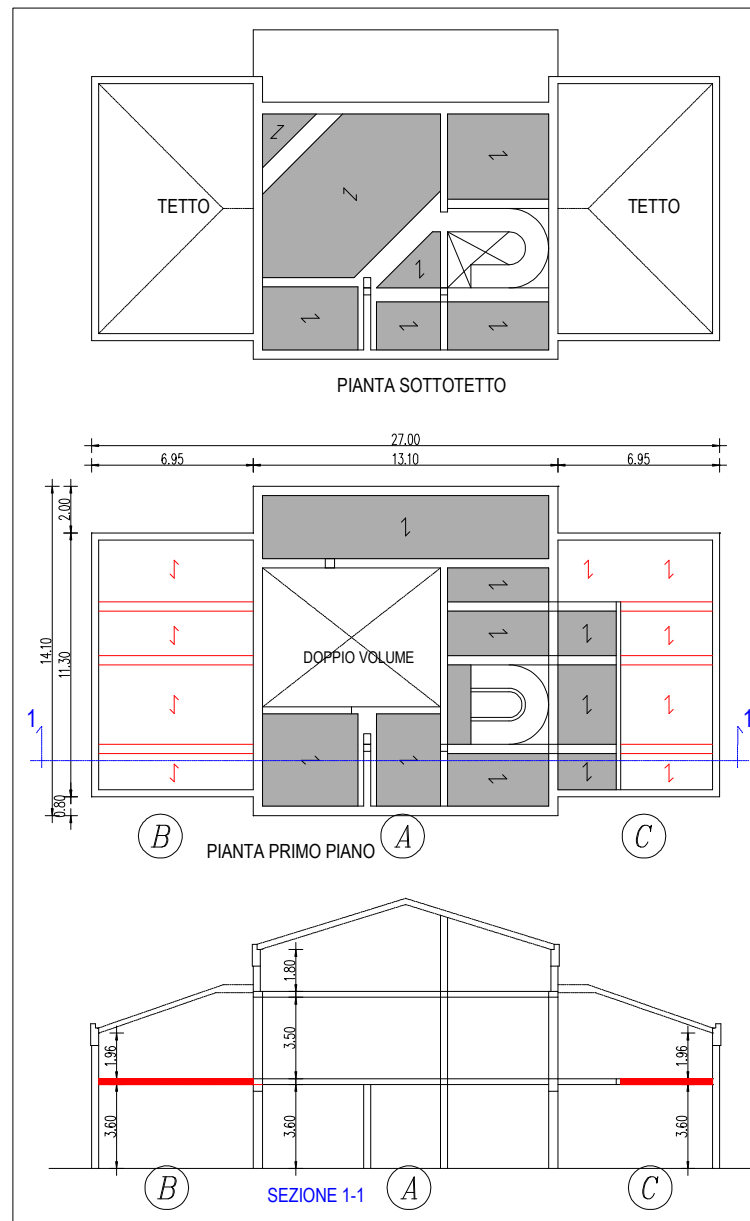 TETTO
TETTO
PIANTA SOTTOTETTO
27.00
6.95
13.10
6.95
2.00
14.10
11.30
DOPPIO VOLUME
1
1
0.80
B
A
C
PIANTA PRIMO PIANO
1.80
3.50
1.96
1.96
3.60
3.60
3.60
B
A
C
SEZIONE 1-1